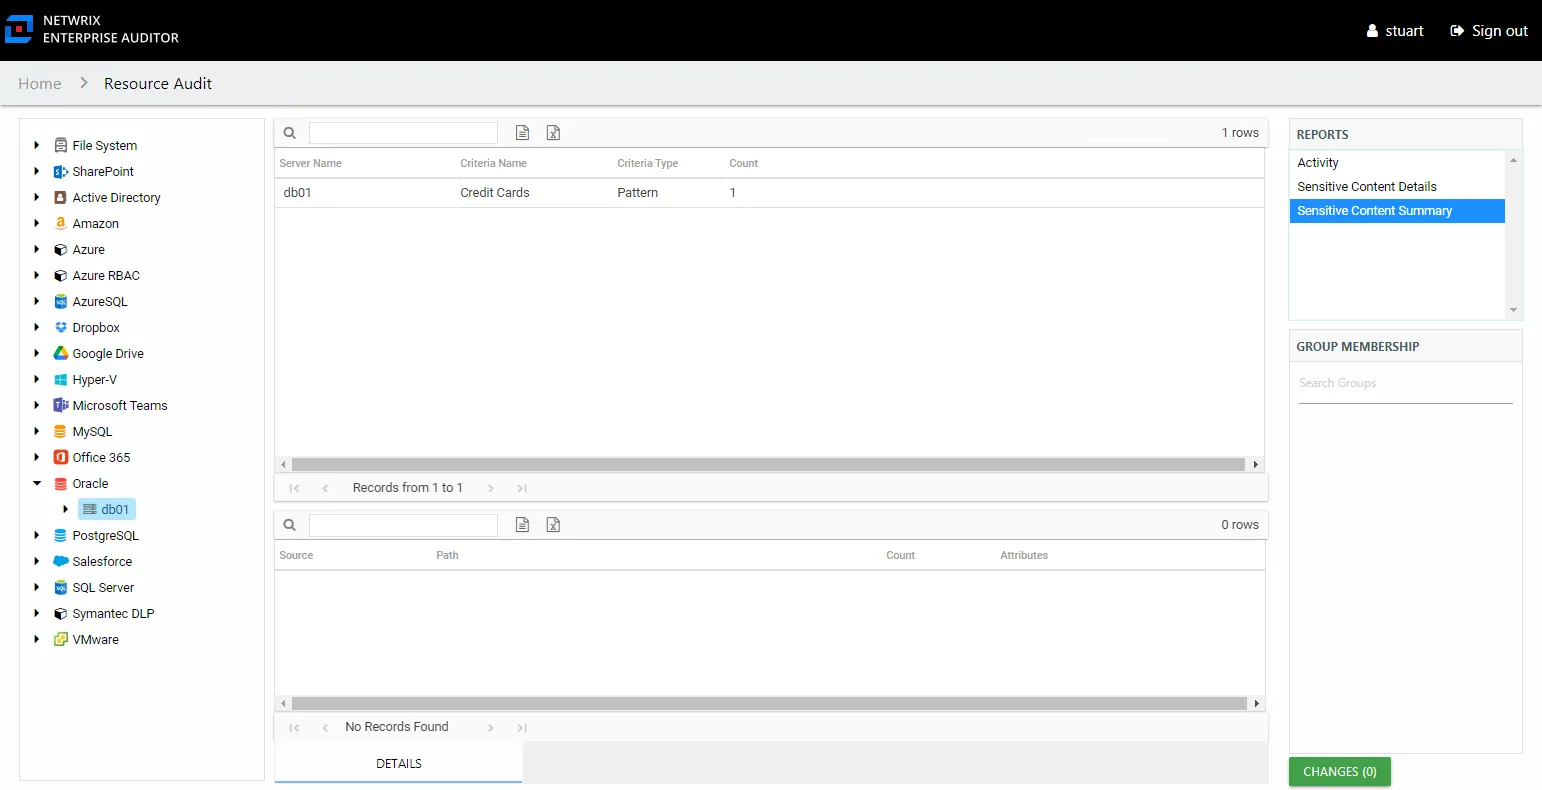 NETWRIX
ENTERPRISE AUDITOR
stuart
Sign out
Home
Resource Audit
File System
SharePoint
Active Directory
Amazon
Azure
Azure RBAC
AzureSQL
Dropbox
Google Drive
Hyper-V
Microsoft Teams
MySQL
Office 365
Oracle
db01
PostgreSQL
Salesforce
SQL Server
Symantec DLP
VMware
1 rows
Server Name Criteria Name Criteria Type Count
db01 Credit Cards Pattern 1
Records from 1 to 1
0 rows
Source Path Count Attributes
No Records Found
DETAILS
REPORTS
Activity
Sensitive Content Details
Sensitive Content Summary
GROUP MEMBERSHIP
Search Groups
CHANGES (0)